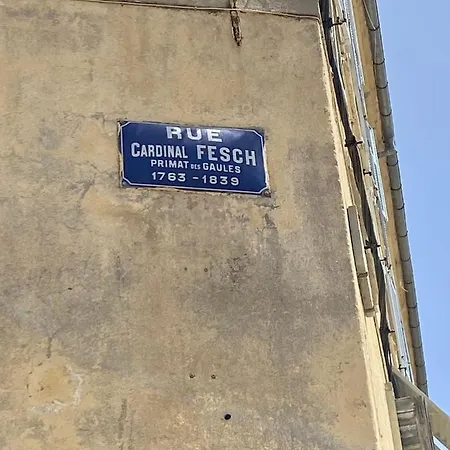 RUE
CARDINAL FESCH
PRIMAT DES GAULES
1763 - 1839